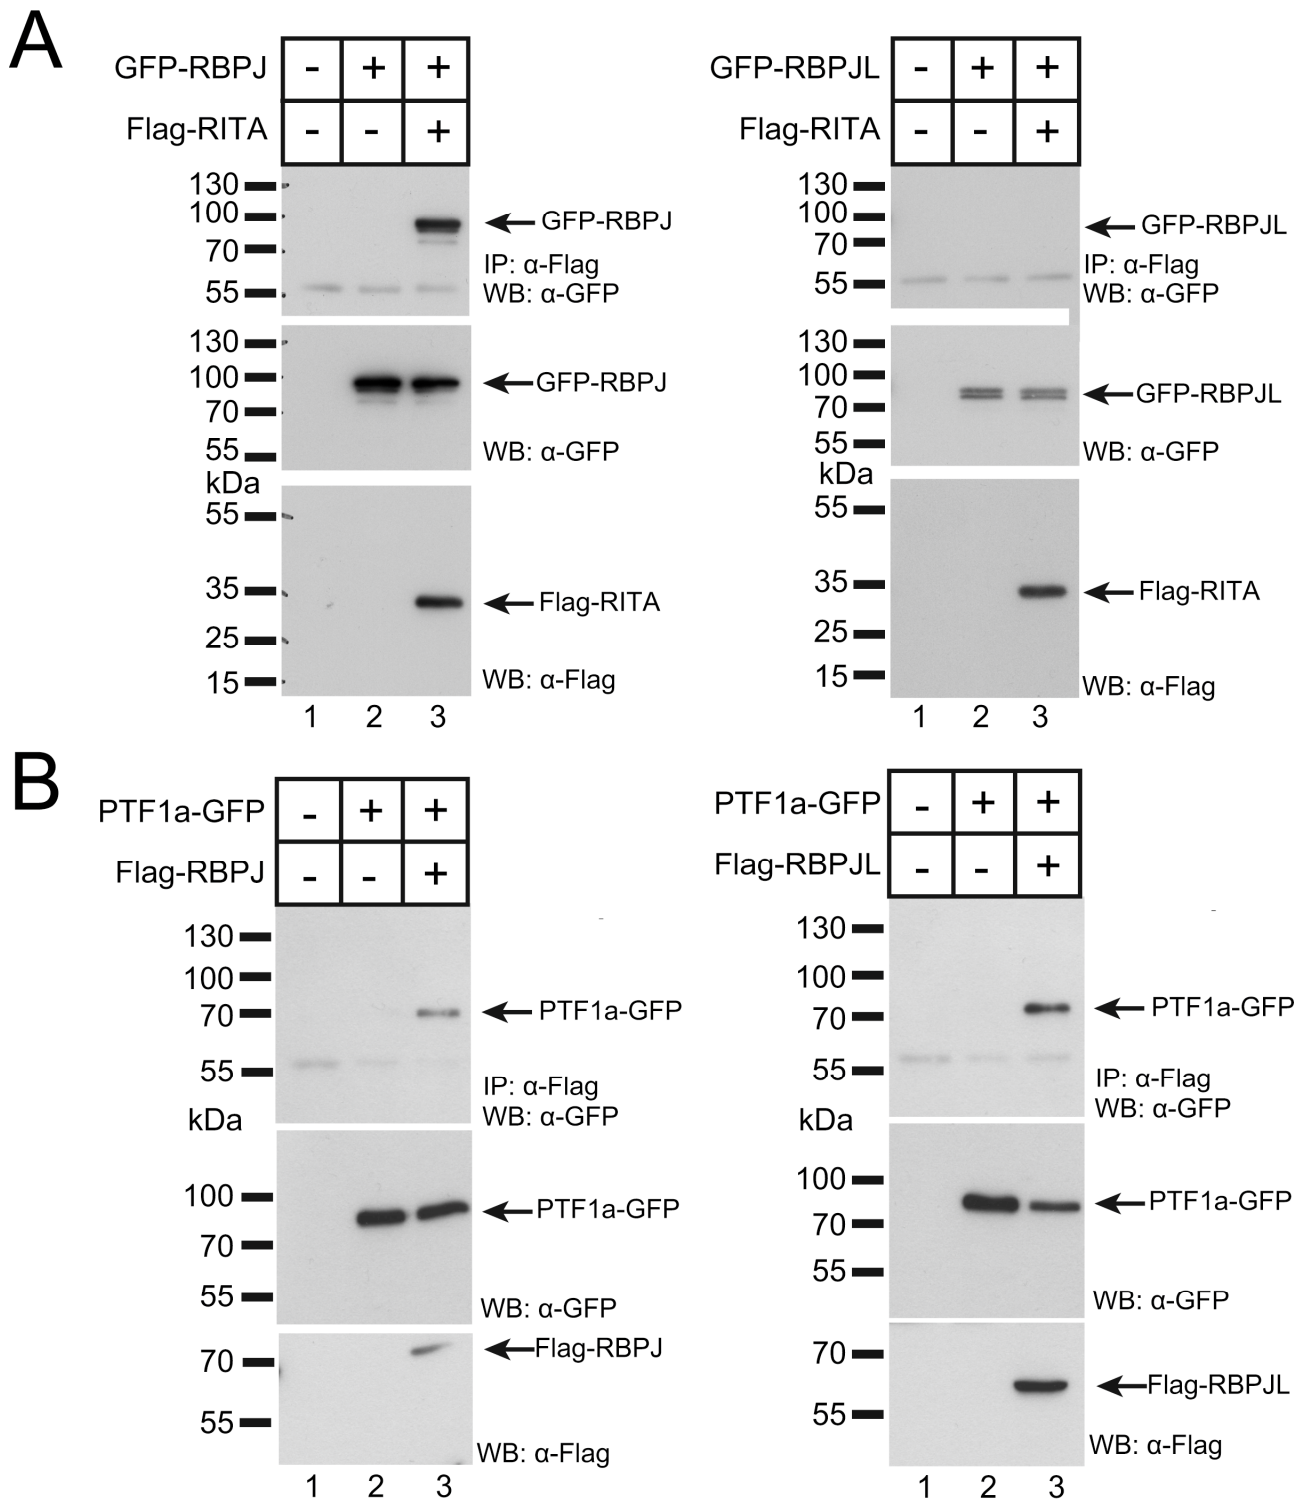 A
GFP-RBPJ - + +
Flag-RITA - - +
130
100
70
55
GFP-RBPJ
IP: α-Flag
WB: α-GFP
130
100
70
55
kDa
GFP-RBPJ
WB: α-GFP
55
35
25
15
Flag-RITA
WB: α-Flag
1 2 3
GFP-RBPJL - + +
Flag-RITA - - +
130
100
70
55
GFP-RBPJL
IP: α-Flag
WB: α-GFP
130
100
70
55
kDa
GFP-RBPJL
WB: α-GFP
55
35
25
15
Flag-RITA
WB: α-Flag
1 2 3
B
PTF1a-GFP - + +
Flag-RBPJ - - +
130
100
70
55
kDa
PTF1a-GFP
IP: α-Flag
WB: α-GFP
100
70
55
PTF1a-GFP
WB: α-GFP
70
55
Flag-RBPJ
WB: α-Flag
1 2 3
PTF1a-GFP - + +
Flag-RBPJL - - +
130
100
70
55
kDa
PTF1a-GFP
IP: α-Flag
WB: α-GFP
100
70
55
PTF1a-GFP
WB: α-GFP
70
55
Flag-RBPJL
WB: α-Flag
1 2 3